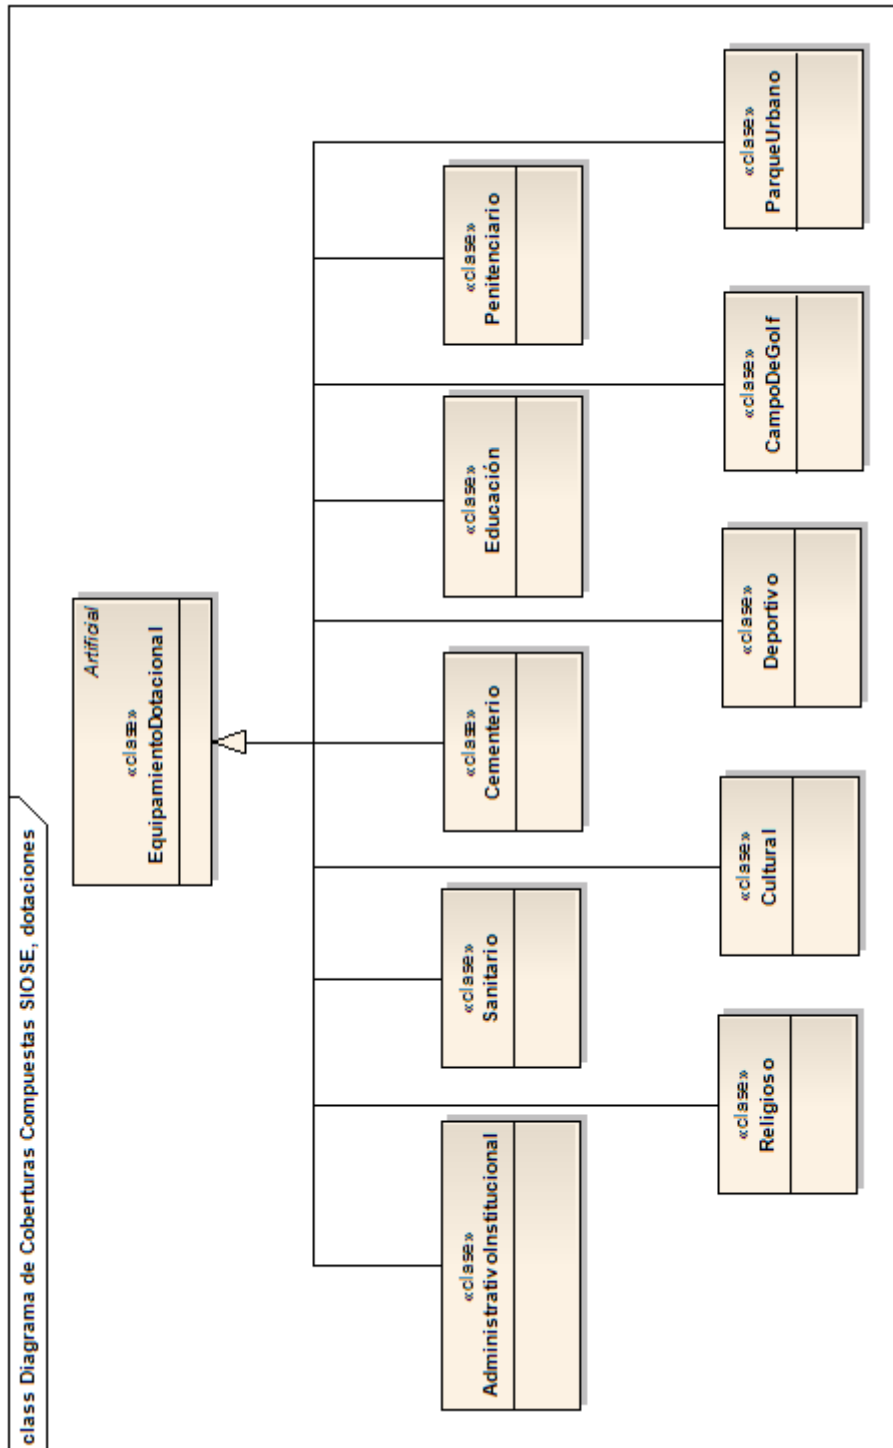 class Diagrama de Coberturas Compuestas SIOSE, dotaciones
Artificial
«clase»
EquipamientoDotacional
«clase»
AdministrativoInstitucional
«clase»
Sanitario
«clase»
Cementerio
«clase»
Educación
«clase»
Penitenciario
«clase»
Religioso
«clase»
Cultural
«clase»
Deportivo
«clase»
CampoDeGolf
«clase»
ParqueUrbano